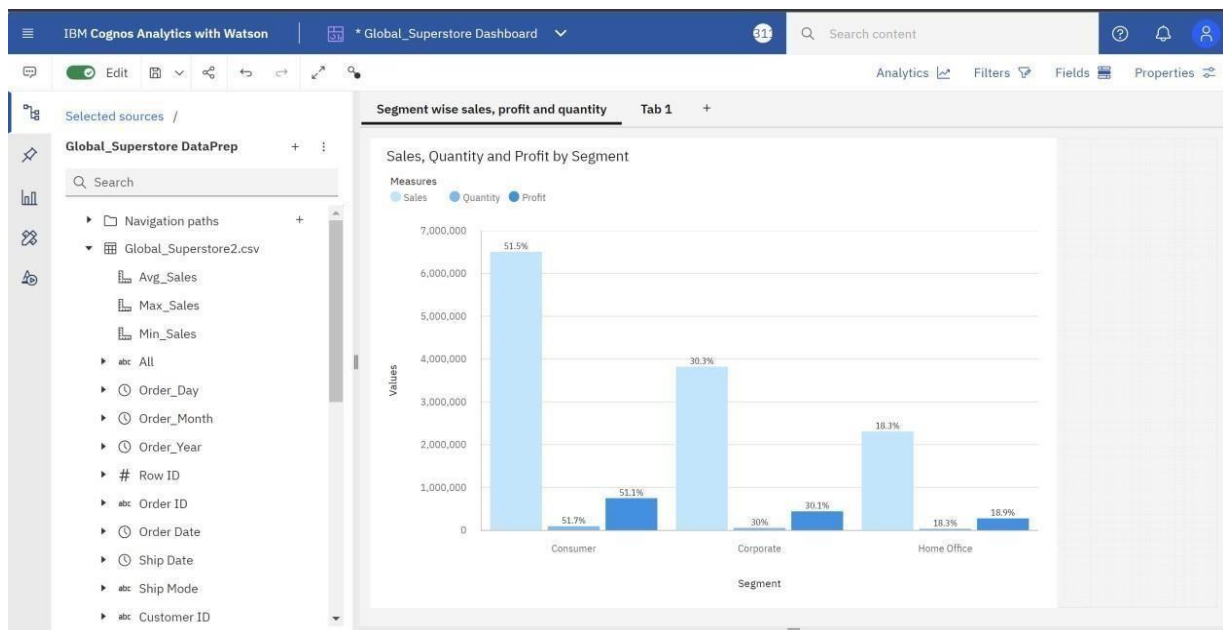 IBM Cognos Analytics with Watson
* Global_Superstore Dashboard
Search content
Edit
Analytics
Filters
Fields
Properties
Selected sources /
Global_Superstore DataPrep
Search
Navigation paths
Global_Superstore2.csv
Avg_Sales
Max_Sales
Min_Sales
abc All
Order_Day
Order_Month
Order_Year
# Row ID
abc Order ID
Order Date
Ship Date
abc Ship Mode
abc Customer ID
Segment wise sales, profit and quantity
Tab 1
+
Sales, Quantity and Profit by Segment
Measures
Sales Quantity Profit
7,000,000
6,000,000
5,000,000
4,000,000
3,000,000
2,000,000
1,000,000
0
Values
51.5%
51.7%
51.1%
30.3%
30%
30.1%
18.3%
18.3%
18.9%
Consumer
Corporate
Home Office
Segment